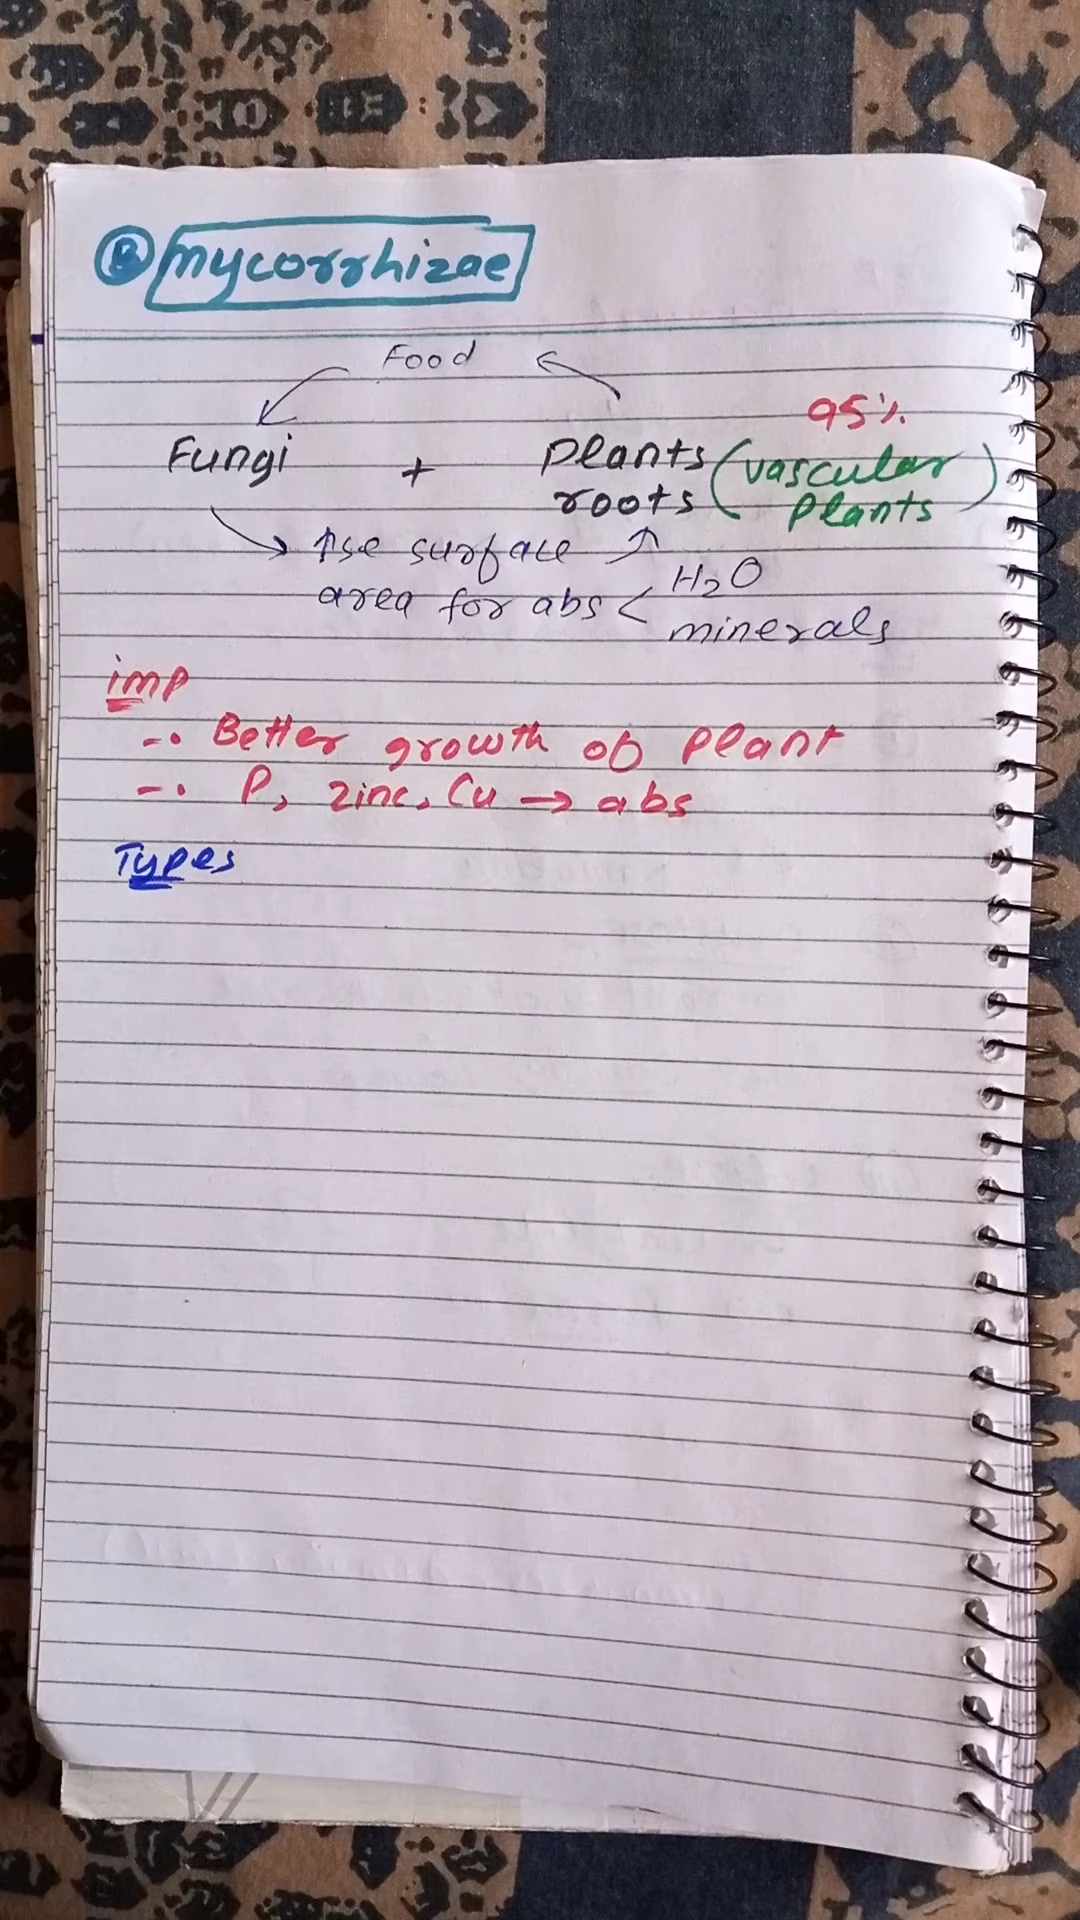 B mycorrhizae
Food
95%
Fungi + Plants (vascular
roots Plants)
↑se surface
area for abs < H2O
minerals
imp
-• Better growth of plant
-• P, zinc, Cu → abs
Types